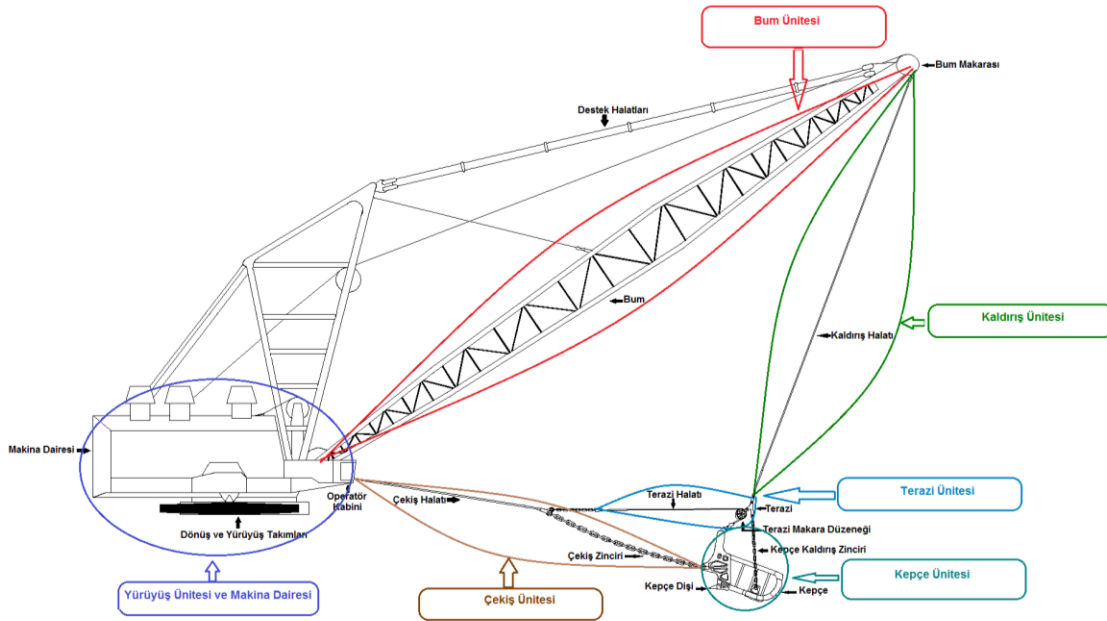 Bum Ünitesi
Bum Makarası
Destek Halatları
Bum
Kaldırış Ünitesi
Kaldırış Halatı
Makina Dairesi
Operatör
Kabini
Çekiş Halatı
Terazi Halatı
Terazi Ünitesi
Terazi
Terazi Makara Düzeneği
Dönüş ve Yürüyüş Takımları
Çekiş Zinciri
Kepçe Kaldırış Zinciri
Kepçe Ünitesi
Kepçe Dişi
Kepçe
Yürüyüş Ünitesi ve Makina Dairesi
Çekiş Ünitesi